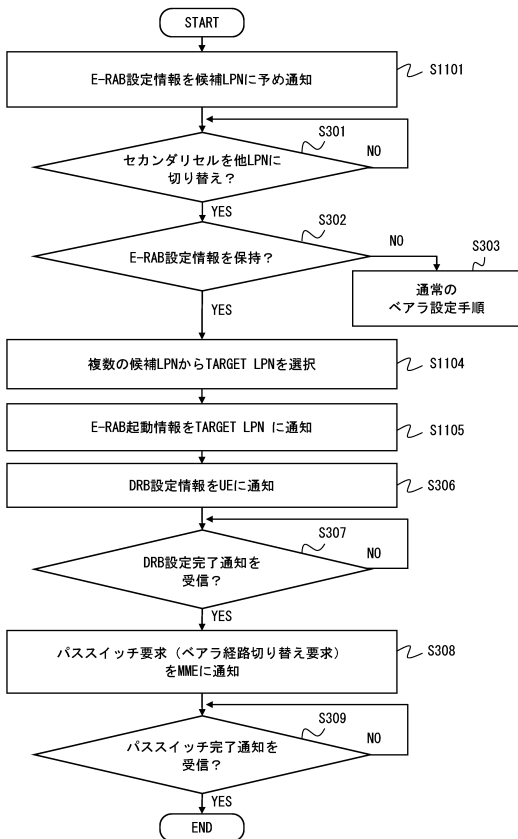 START
E-RAB設定情報を候補LPNに予め通知
S1101
S301
セカンダリセルを他LPNに
切り替え?
NO
YES
S302
E-RAB設定情報を保持?
NO
S303
通常の
ベアラ設定手順
YES
複数の候補LPNからTARGET LPNを選択
S1104
E-RAB起動情報をTARGET LPN に通知
S1105
DRB設定情報をUEに通知
S306
S307
DRB設定完了通知を
受信?
NO
YES
パススイッチ要求(ベアラ経路切り替え要求)
をMMEに通知
S308
S309
パススイッチ完了通知を
受信?
NO
YES
END